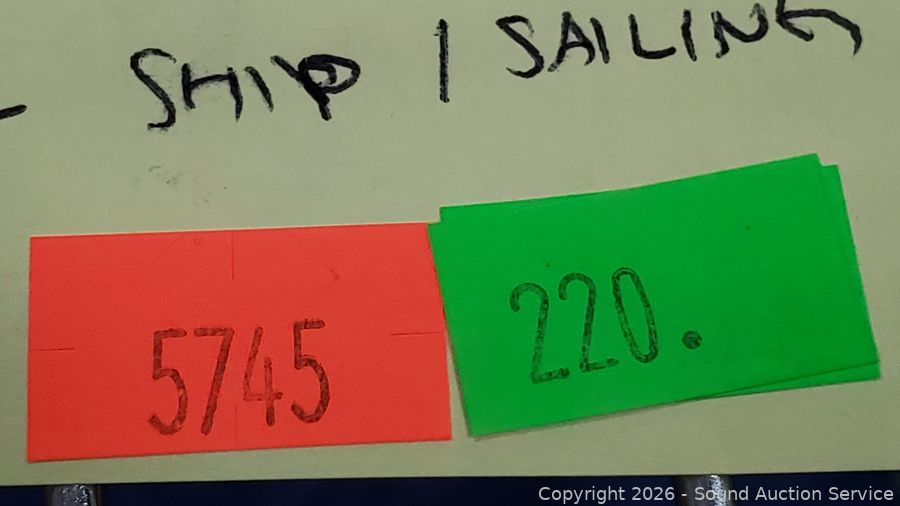 SHIP / SAILING
5745
220.
Copyright 2026 - Sound Auction Service